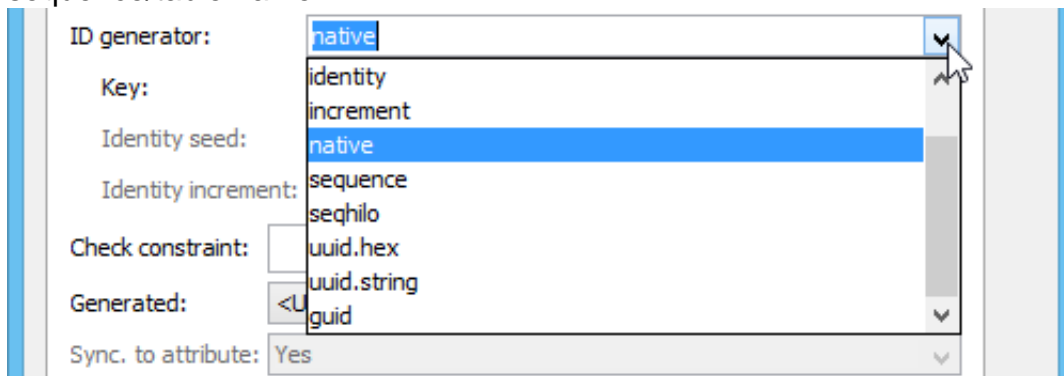 ID generator: native
identity
Key:
increment
Identity seed:
native
Identity increment:
sequence
seqhilo
Check constraint:
uuid.hex
uuid.string
Generated: <U
guid
Sync. to attribute: Yes